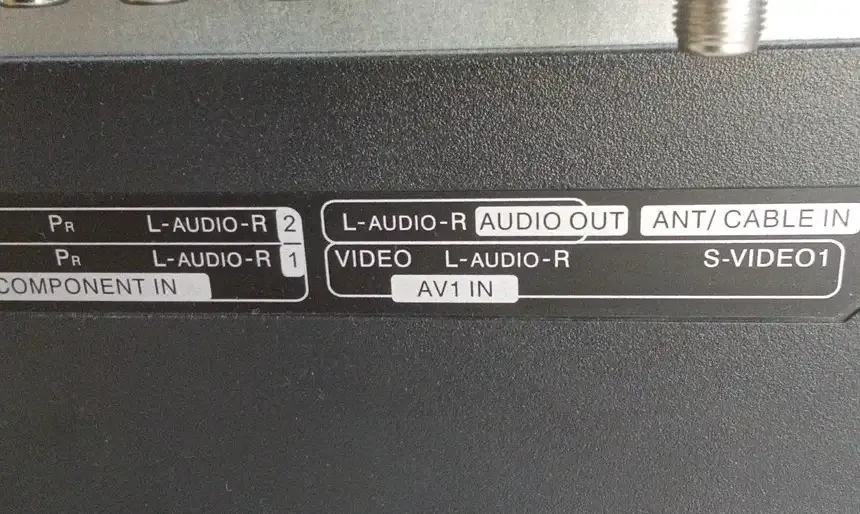 PR L-AUDIO-R 2
PR L-AUDIO-R 1
COMPONENT IN
L-AUDIO-R AUDIO OUT ANT/ CABLE IN
VIDEO L-AUDIO-R S-VIDEO1
AV1 IN